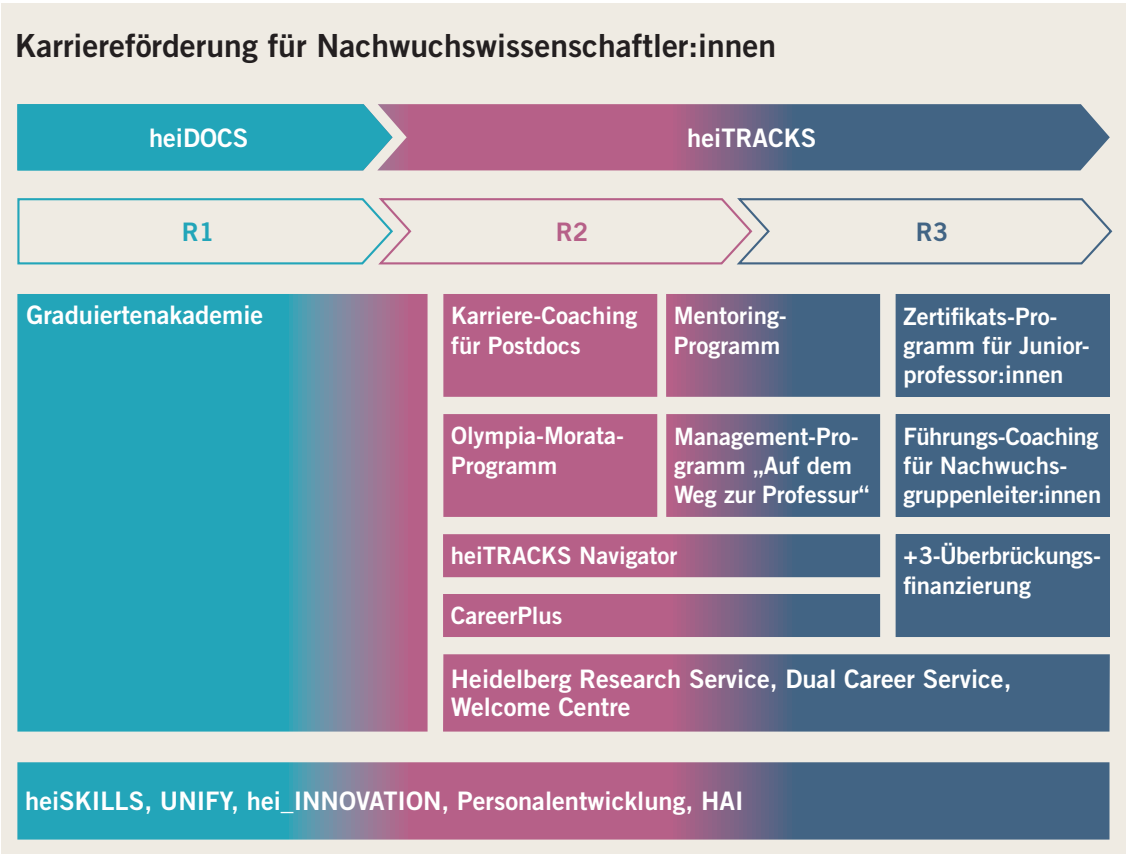 Karriereförderung für Nachwuchswissenschaftler:innen
heiDOCS
heiTRACKS
R1
R2
R3
Graduiertenakademie
Karriere-Coaching
für Postdocs
Mentoring-
Programm
Zertifikats-Pro-
gramm für Junior-
professor:innen
Olympia-Morata-
Programm
Management-Pro-
gramm „Auf dem
Weg zur Professur“
Führungs-Coaching
für Nachwuchs-
gruppenleiter:innen
heiTRACKS Navigator
+3-Überbrückungs-
finanzierung
CareerPlus
Heidelberg Research Service, Dual Career Service,
Welcome Centre
heiSKILLS, UNIFY, hei_INNOVATION, Personalentwicklung, HAI